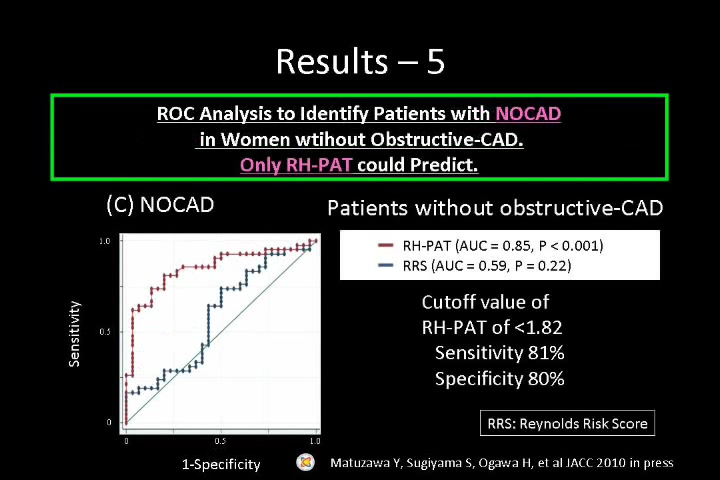 Results – 5
ROC Analysis to Identify Patients with NOCAD
in Women wtihout Obstructive-CAD.
Only RH-PAT could Predict.
(C) NOCAD
Patients without obstructive-CAD
RH-PAT (AUC = 0.85, P < 0.001)
RRS (AUC = 0.59, P = 0.22)
Cutoff value of
RH-PAT of <1.82
Sensitivity 81%
Specificity 80%
RRS: Reynolds Risk Score
Sensitivity
1.0
0.5
0
0 0.5 1.0
1-Specificity
Matuzawa Y, Sugiyama S, Ogawa H, et al JACC 2010 in press